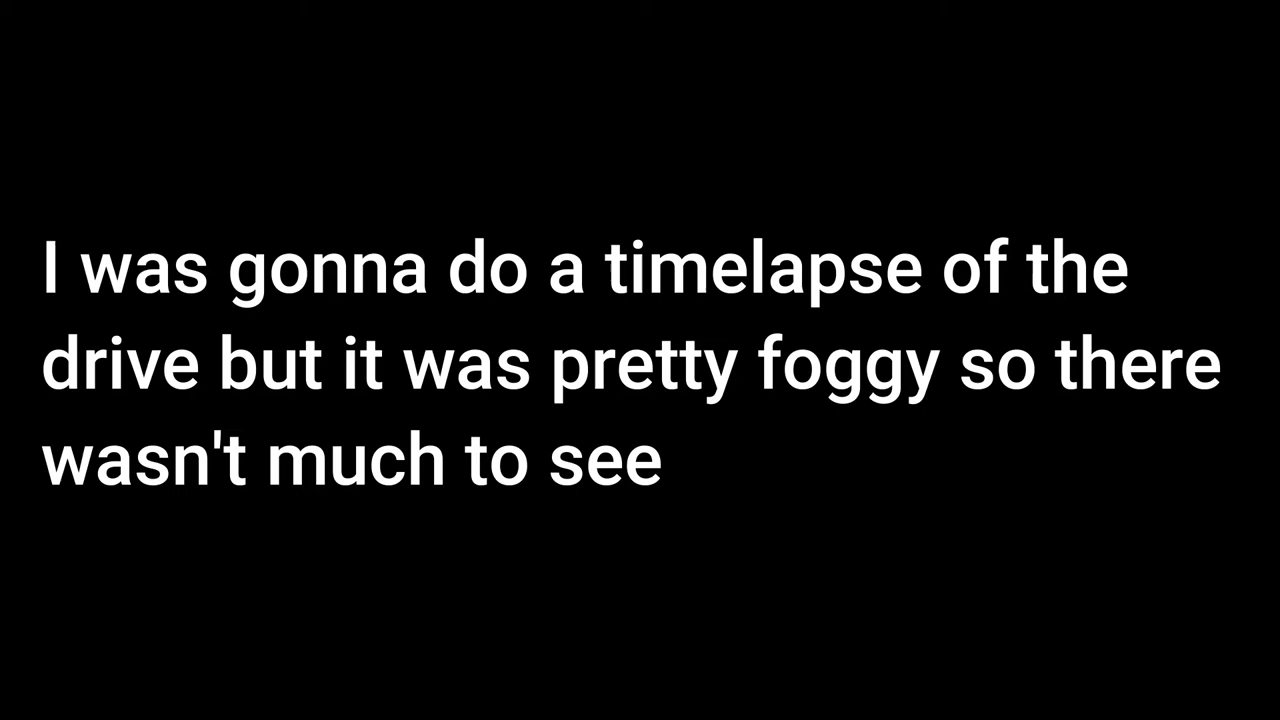 I was gonna do a timelapse of the
drive but it was pretty foggy so there
wasn't much to see